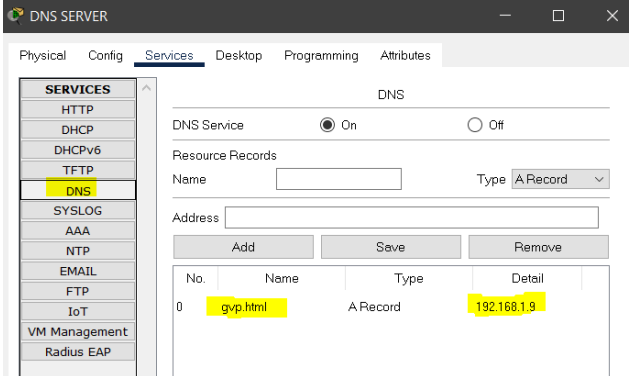 DNS SERVER
Physical Config Services Desktop Programming Attributes
SERVICES
HTTP
DHCP
DHCPv6
TFTP
DNS
SYSLOG
AAA
NTP
EMAIL
FTP
IoT
VM Management
Radius EAP
DNS
DNS Service On Off
Resource Records
Name Type A Record
Address
Add Save Remove
No. Name Type Detail
0 gvp.html A Record 192.168.1.9